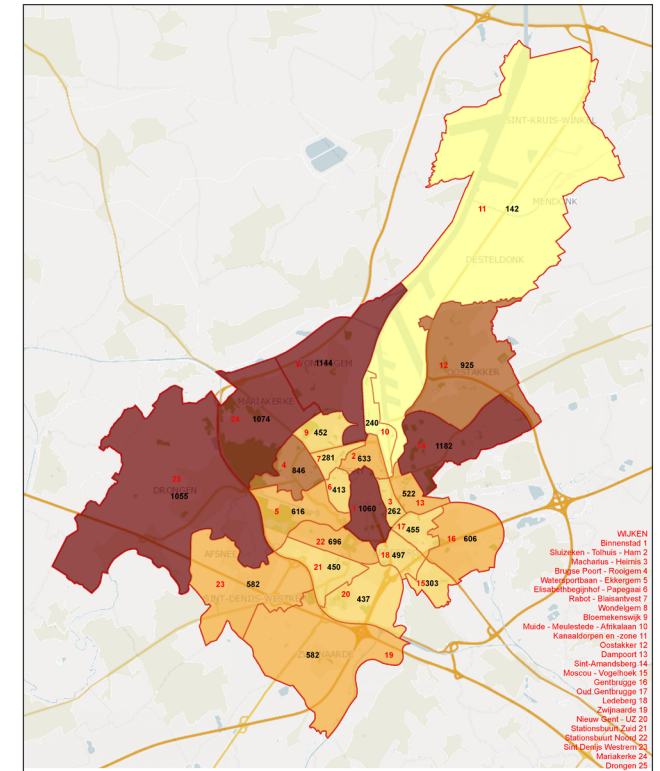 SINT-KRUIS-WINKEL
11 142
MENDONK
DESTELDONK
12 925
OOSTAKKER
WONDELGEM
1144
MARIAKERKE
24 1074
240
10
9 452
1182
7 281
2 633
4
846
25
DRONGEN
1055
6 413
522
3 13
5 616
1060
262
17
455
16 606
22 696
18 497
AFSNEE
21 450
23 582
15 303
SINT-DENIJS-WESTREM
20
437
582 19
WIJKEN
Binnenstad 1
Sluizeken - Tolhuis - Ham 2
Macharius - Heirnis 3
Brugse Poort - Rooigem 4
Watersportbaan - Ekkergem 5
Elisabethbegijnhof - Papegaai 6
Rabot - Blaisantvest 7
Wondelgem 8
Bloemekenswijk 9
Muide - Meulestede - Afrikalaan 10
Kanaaldorpen en -zone 11
Oostakker 12
Dampoort 13
Sint-Amandsberg 14
Moscou - Vogelhoek 15
Gentbrugge 16
Oud Gentbrugge 17
Ledeberg 18
Zwijnaarde 19
Nieuw Gent - UZ 20
Stationsbuurt Zuid 21
Stationsbuurt Noord 22
Sint Denijs Westrem 23
Mariakerke 24
Drongen 25